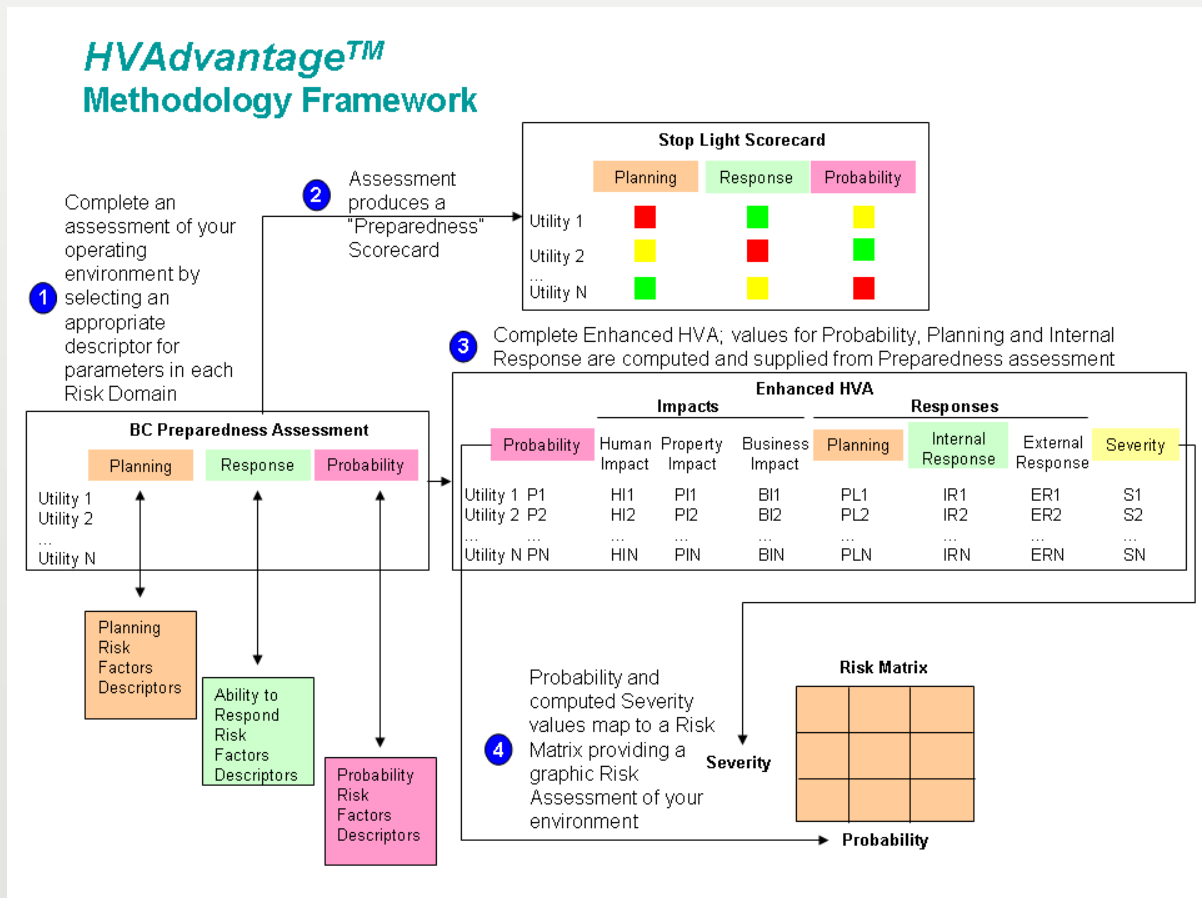 HVAdvantage™
Methodology Framework
1
Complete an
assessment of your
operating
environment by
selecting an
appropriate
descriptor for
parameters in each
Risk Domain
2
Assessment
produces a
"Preparedness"
Scorecard
Stop Light Scorecard
Planning Response Probability
Utility 1
Utility 2
...
Utility N
3
Complete Enhanced HVA; values for Probability, Planning and Internal
Response are computed and supplied from Preparedness assessment
BC Preparedness Assessment
Planning Response Probability
Utility 1
Utility 2
...
Utility N
Enhanced HVA
Impacts Responses
Probability Human Impact Property Impact Business Impact Planning Internal Response External Response Severity
Utility 1 P1 HI1 PI1 BI1 PL1 IR1 ER1 S1
Utility 2 P2 HI2 PI2 BI2 PL2 IR2 ER2 S2
... ... ... ... ... ... ... ... ...
Utility N PN HIN PIN BIN PLN IRN ERN SN
Planning
Risk
Factors
Descriptors
Ability to
Respond
Risk
Factors
Descriptors
Probability
Risk
Factors
Descriptors
4
Probability and
computed Severity
values map to a Risk
Matrix providing a
graphic Risk
Assessment of your
environment
Risk Matrix
Severity
Probability